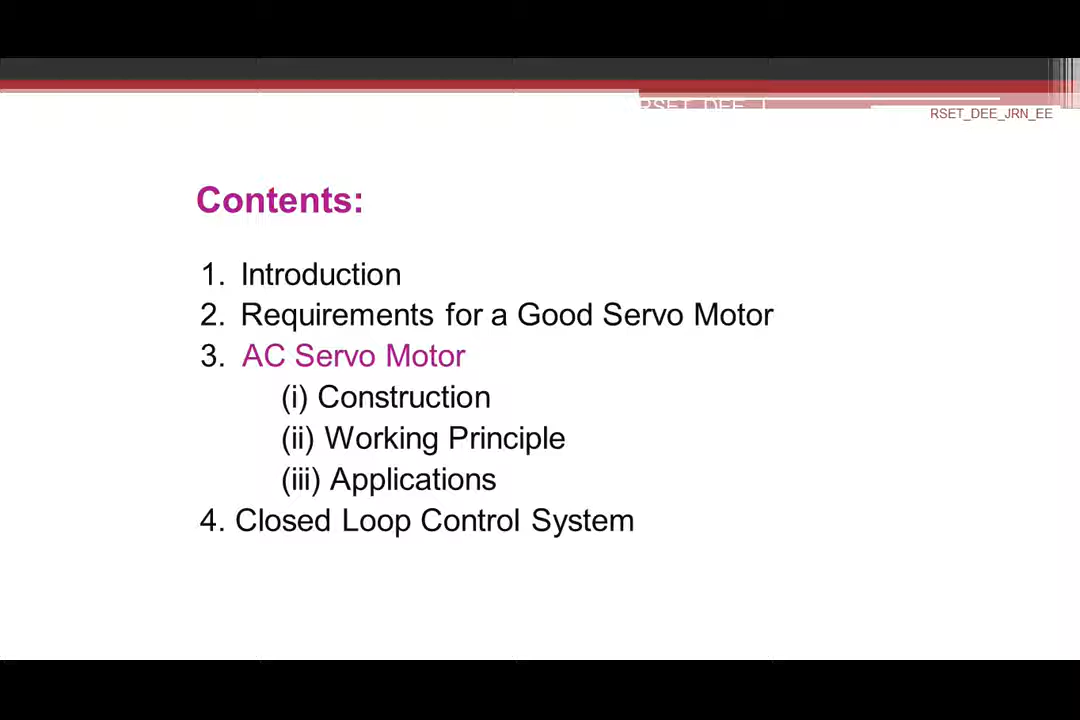 RSET_DEE_J
RSET_DEE_JRN_EE
Contents:
1. Introduction
2. Requirements for a Good Servo Motor
3. AC Servo Motor
(i) Construction
(ii) Working Principle
(iii) Applications
4. Closed Loop Control System